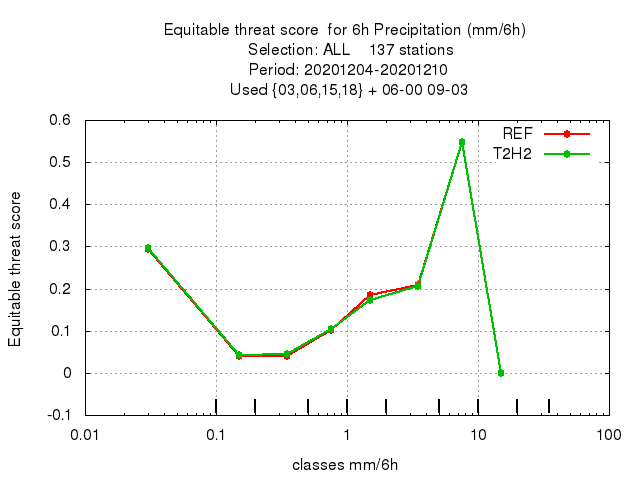 Equitable threat score  for 6h Precipitation (mm/6h)
Selection: ALL    137 stations
Period: 20201204-20201210
Used {03,06,15,18} + 06-00 09-03
REF
T2H2
Equitable threat score
0.6
0.5
0.4
0.3
0.2
0.1
0
-0.1
0.01 0.1 1 10 100
classes mm/6h